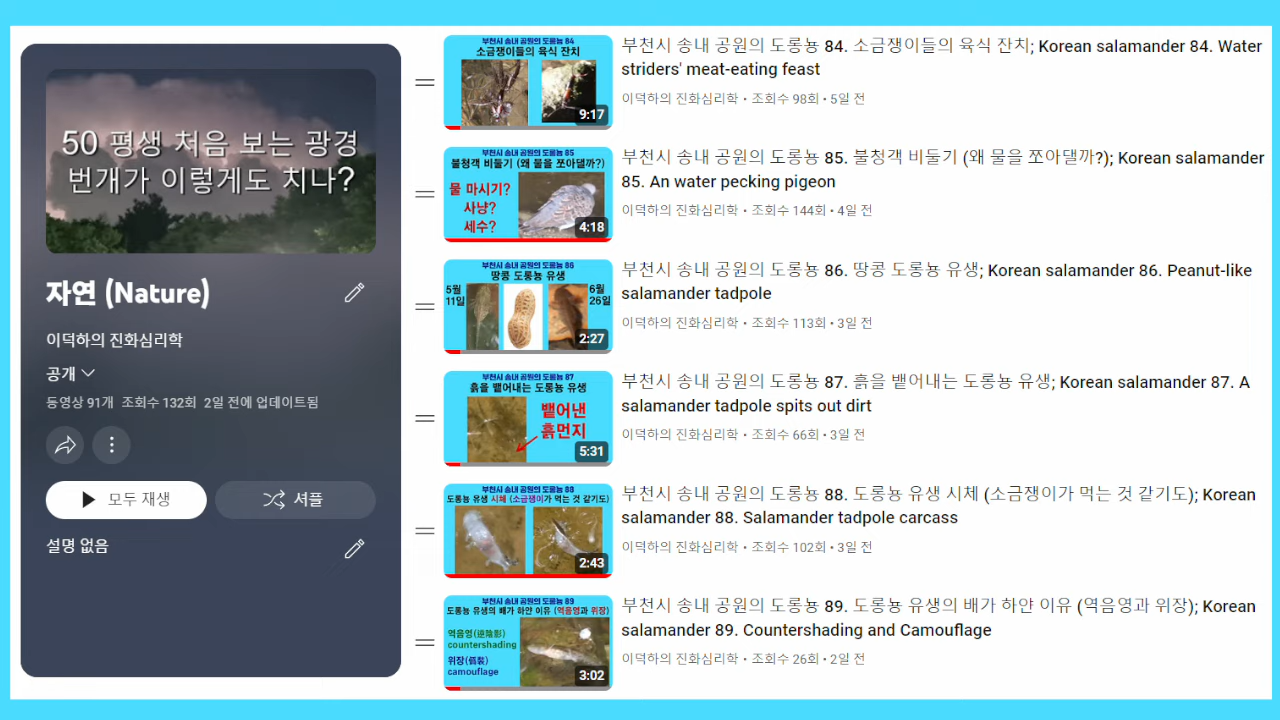 50 평생 처음 보는 광경
번개가 이렇게도 치나?
자연 (Nature)
이덕하의 진화심리학
공개
동영상 91개 조회수 132회 2일 전에 업데이트됨
모두 재생
셔플
설명 없음
부천시 송내 공원의 도롱뇽 84
소금쟁이들의 육식 잔치
9:17
부천시 송내 공원의 도롱뇽 84. 소금쟁이들의 육식 잔치; Korean salamander 84. Water
striders' meat-eating feast
이덕하의 진화심리학 • 조회수 98회 • 5일 전
부천시 송내 공원의 도롱뇽 85
불청객 비둘기 (왜 물을 쪼아댈까?)
물 마시기?
사냥?
세수?
4:18
부천시 송내 공원의 도롱뇽 85. 불청객 비둘기 (왜 물을 쪼아댈까?); Korean salamander
85. An water pecking pigeon
이덕하의 진화심리학 • 조회수 144회 • 4일 전
부천시 송내 공원의 도롱뇽 86
땅콩 도롱뇽 유생
5월
11일
6월
26일
2:27
부천시 송내 공원의 도롱뇽 86. 땅콩 도롱뇽 유생; Korean salamander 86. Peanut-like
salamander tadpole
이덕하의 진화심리학 • 조회수 113회 • 3일 전
부천시 송내 공원의 도롱뇽 87
흙을 뱉어내는 도롱뇽 유생
뱉어낸
흙먼지
5:31
부천시 송내 공원의 도롱뇽 87. 흙을 뱉어내는 도롱뇽 유생; Korean salamander 87. A
salamander tadpole spits out dirt
이덕하의 진화심리학 • 조회수 66회 • 3일 전
부천시 송내 공원의 도롱뇽 88
도롱뇽 유생 시체 (소금쟁이가 먹는 것 같기도)
2:43
부천시 송내 공원의 도롱뇽 88. 도롱뇽 유생 시체 (소금쟁이가 먹는 것 같기도); Korean
salamander 88. Salamander tadpole carcass
이덕하의 진화심리학 • 조회수 102회 • 3일 전
부천시 송내 공원의 도롱뇽 89
도롱뇽 유생의 배가 하얀 이유 (역음영과 위장)
역음영(逆陰影)
countershading
위장(僞裝)
camouflage
3:02
부천시 송내 공원의 도롱뇽 89. 도롱뇽 유생의 배가 하얀 이유 (역음영과 위장); Korean
salamander 89. Countershading and Camouflage
이덕하의 진화심리학 • 조회수 26회 • 2일 전